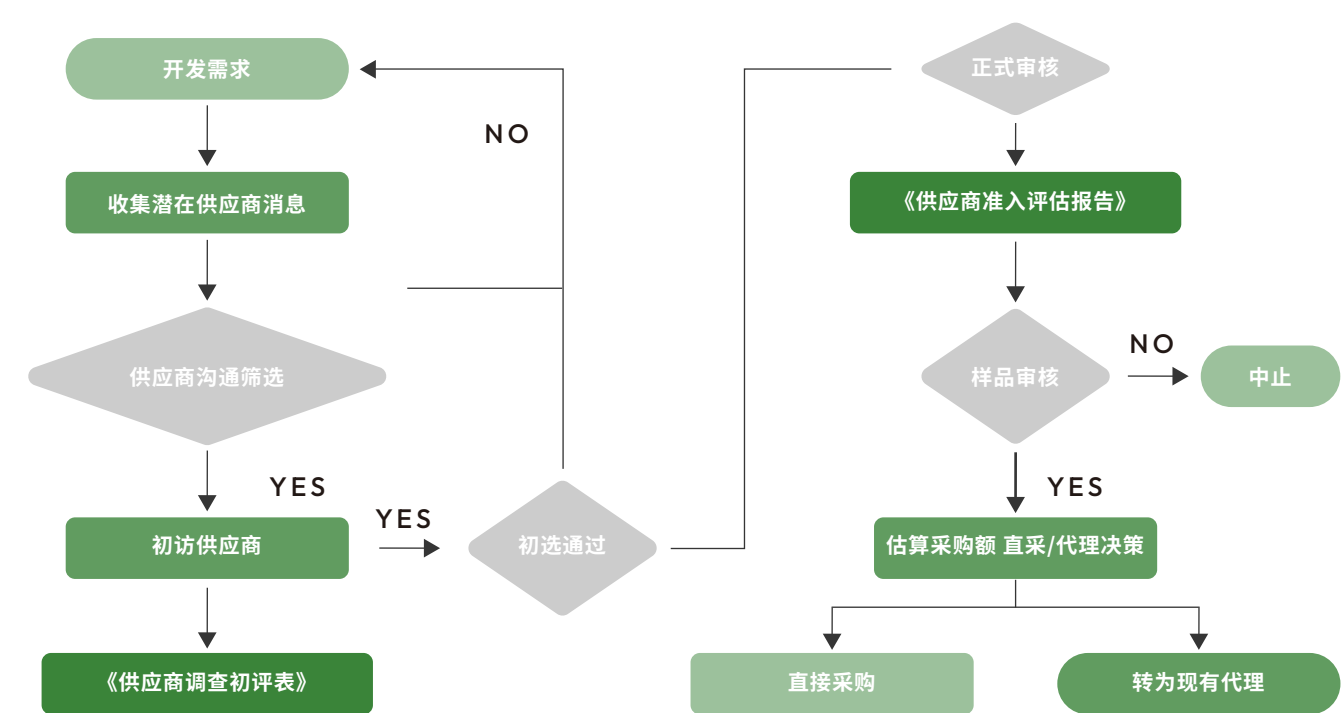 开发需求
NO
收集潜在供应商消息
供应商沟通筛选
YES
初访供应商
YES
初选通过
《供应商调查初评表》
正式审核
《供应商准入评估报告》
样品审核
NO
中止
YES
估算采购额 直采/代理决策
直接采购
转为现有代理